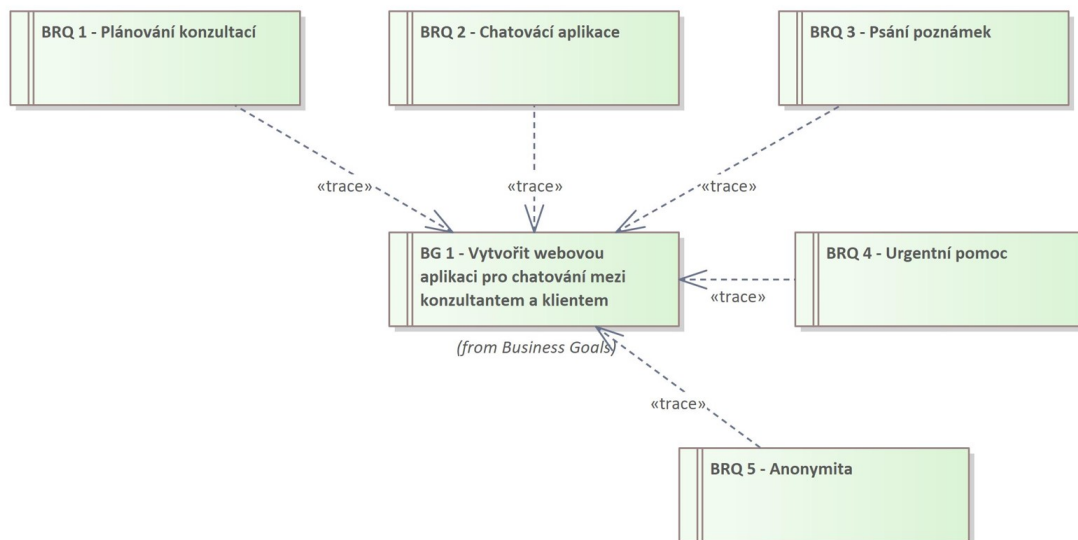 BRQ 1 - Plánování konzultací
BRQ 2 - Chatovácí aplikace
BRQ 3 - Psání poznámek
«trace»
«trace»
«trace»
BG 1 - Vytvořit webovou
aplikaci pro chatování mezi
konzultantem a klientem
BRQ 4 - Urgentní pomoc
«trace»
(from Business Goals)
«trace»
BRQ 5 - Anonymita